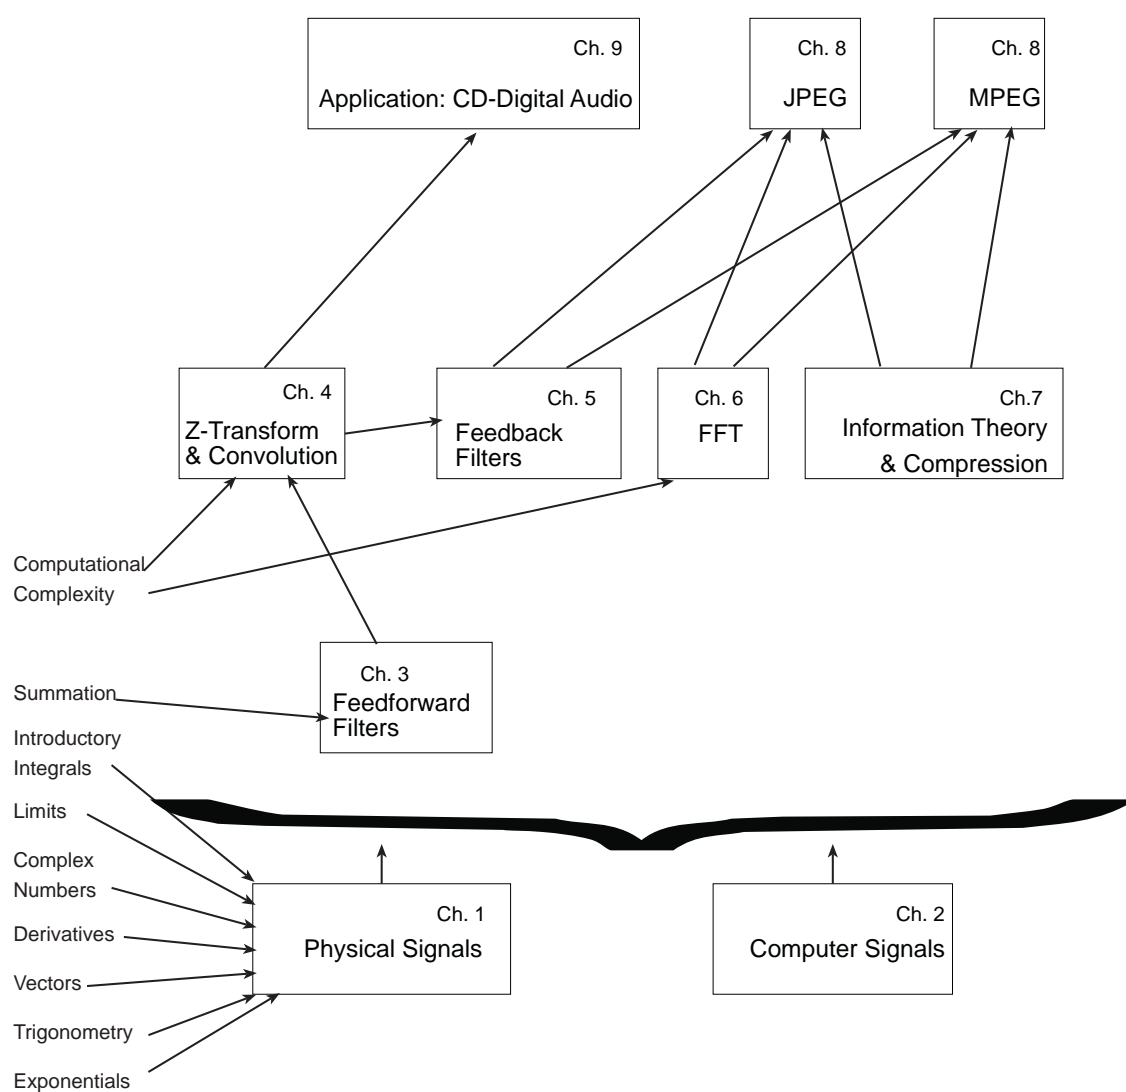 Ch. 9
Application: CD-Digital Audio
Ch. 8
JPEG
Ch. 8
MPEG
Ch. 4
Z-Transform
& Convolution
Ch. 5
Feedback
Filters
Ch. 6
FFT
Ch.7
Information Theory
& Compression
Computational
Complexity
Ch. 3
Feedforward
Filters
Summation
Introductory
Integrals
Limits
Complex
Numbers
Derivatives
Vectors
Trigonometry
Exponentials
Ch. 1
Physical Signals
Ch. 2
Computer Signals